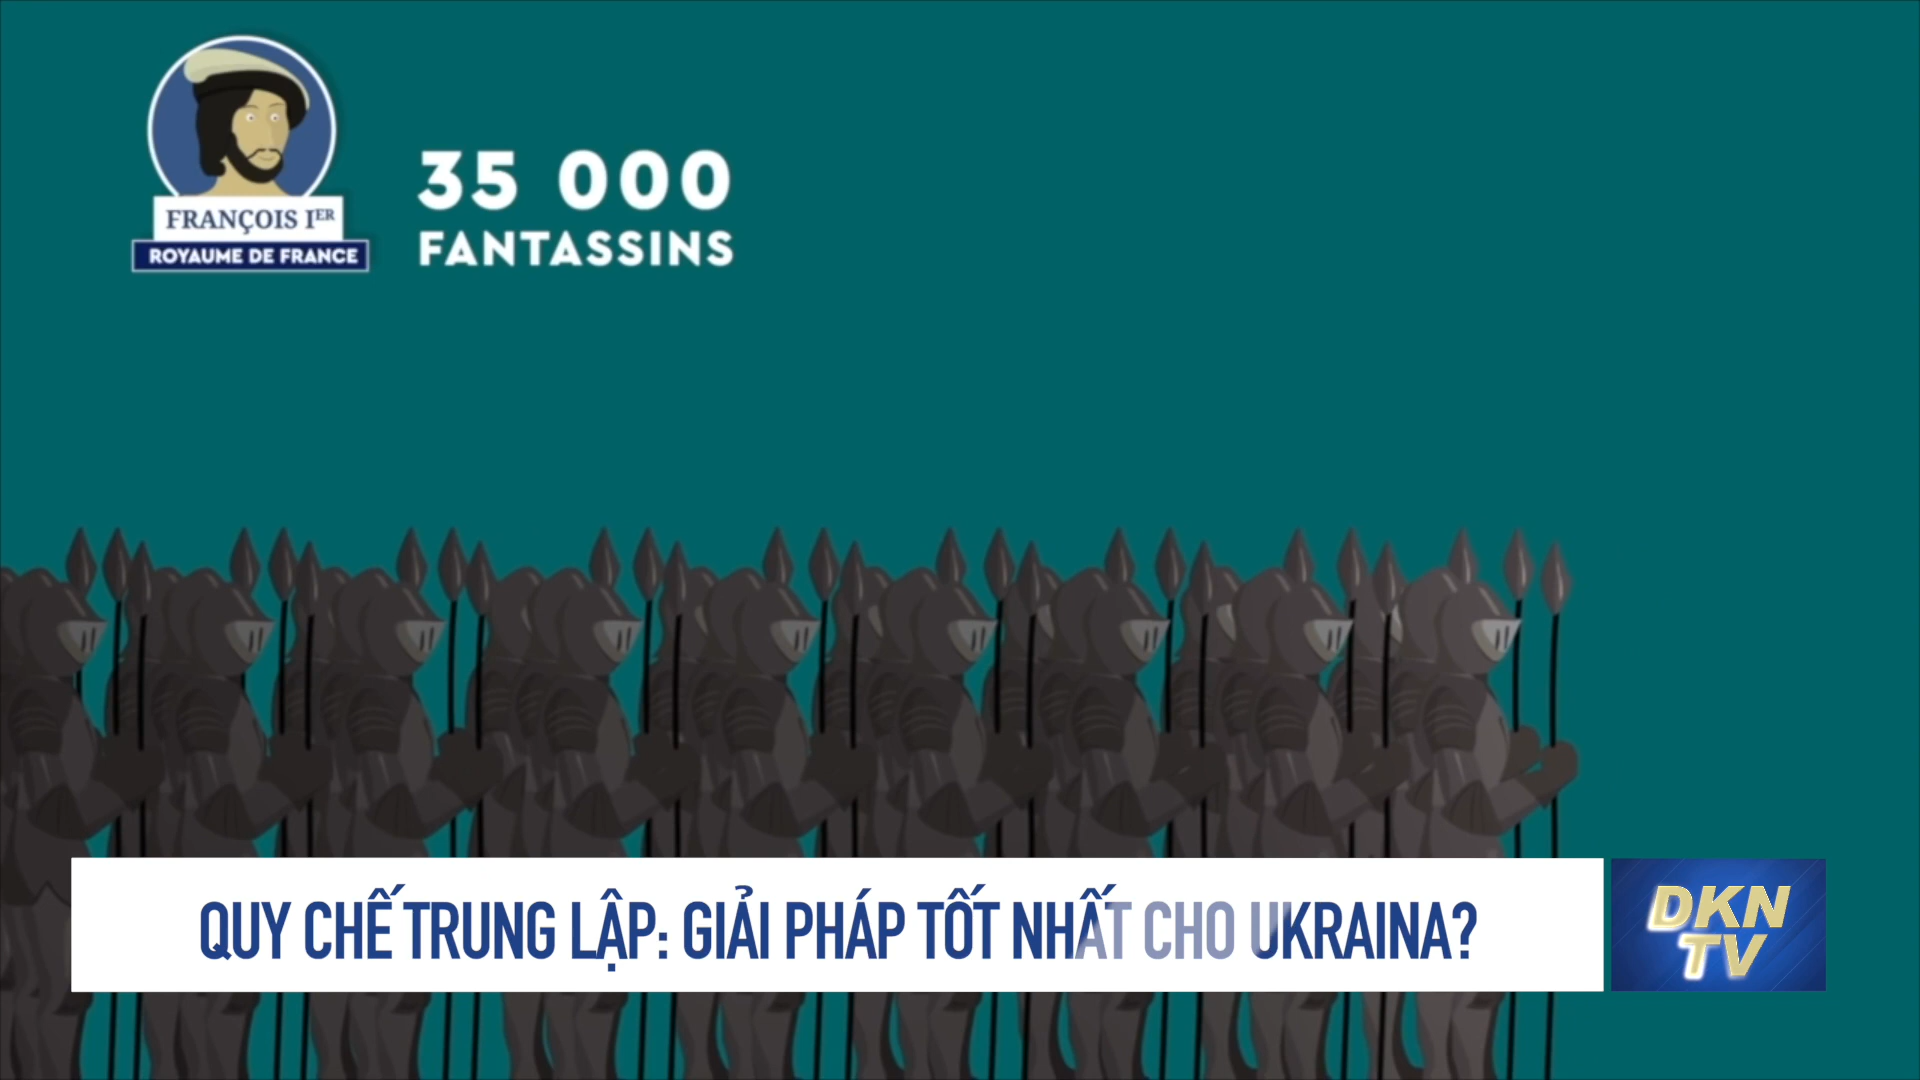 FRANÇOIS IER
ROYAUME DE FRANCE
35 000
FANTASSINS
QUY CHẾ TRUNG LẬP: GIẢI PHÁP TỐT NHẤT CHO UKRAINA?
DKN
TV